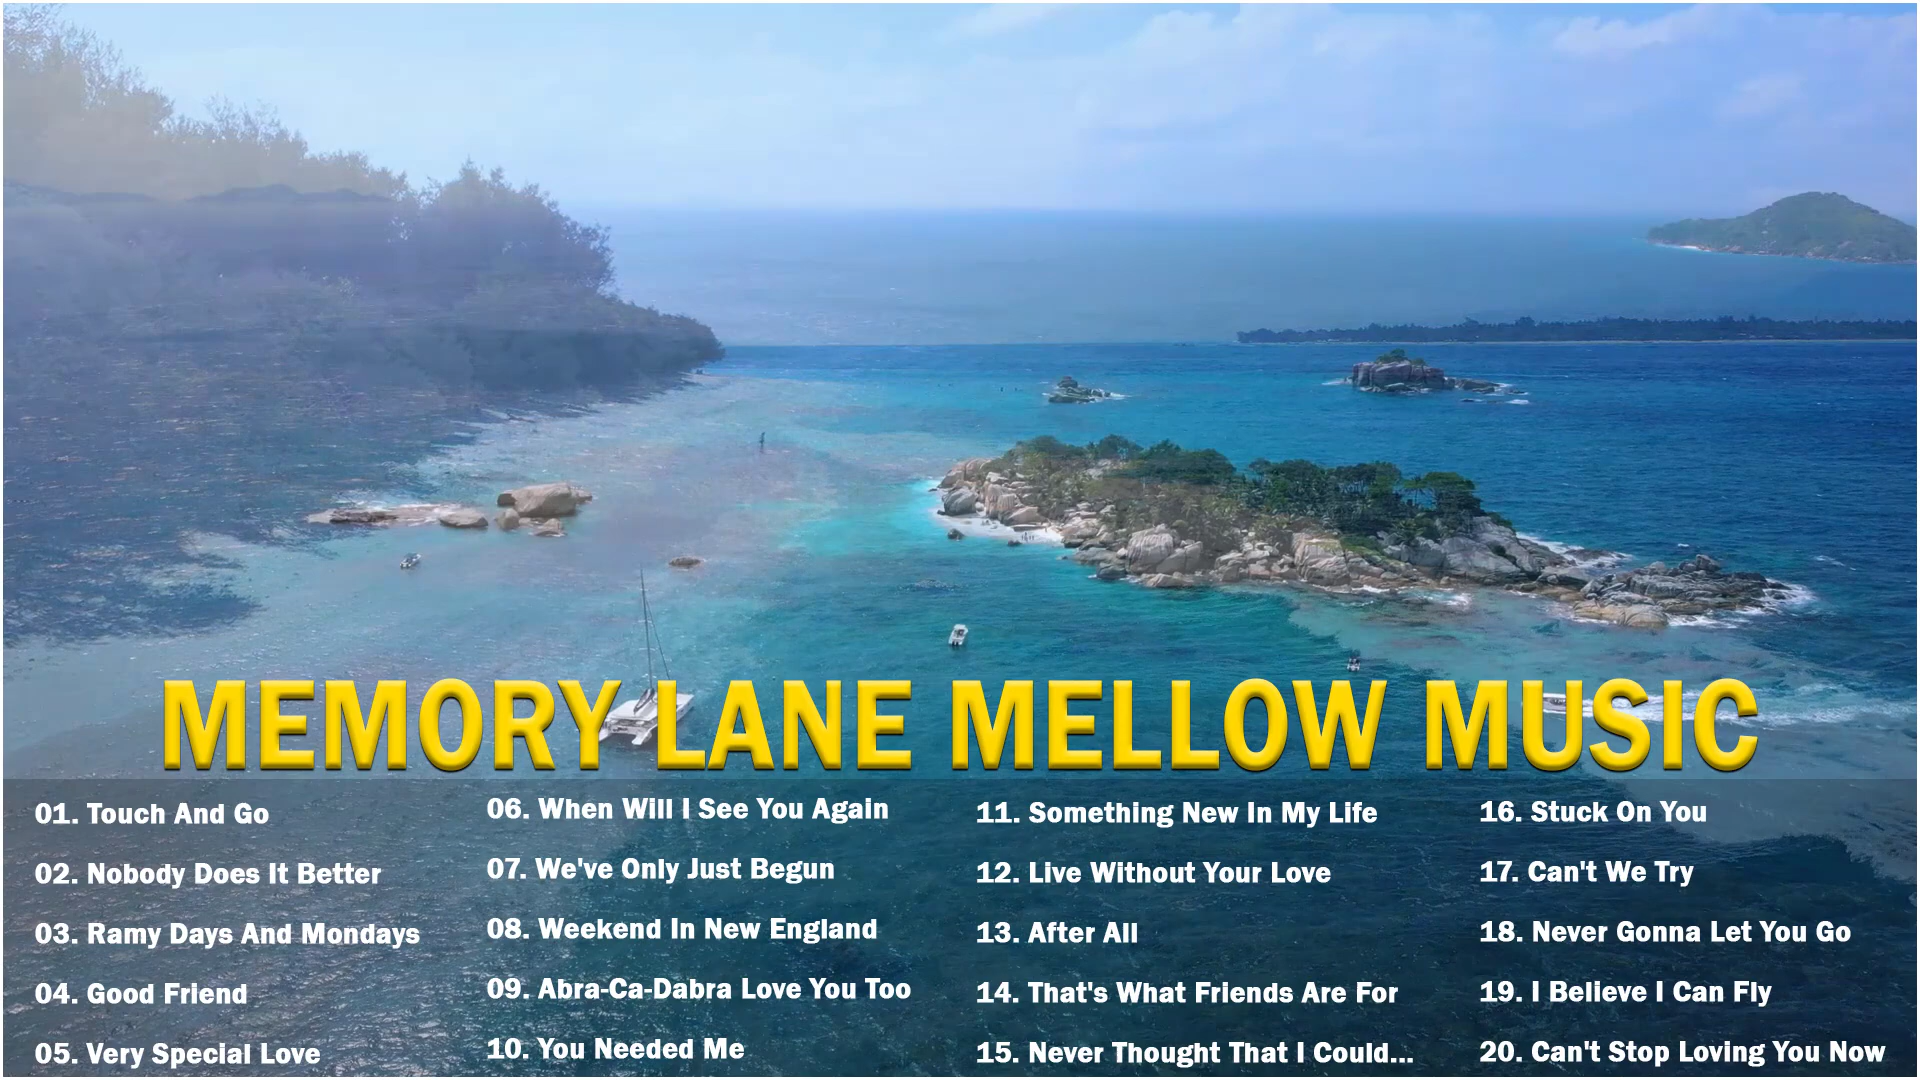 MEMORY LANE MELLOW MUSIC
01. Touch And Go
02. Nobody Does It Better
03. Ramy Days And Mondays
04. Good Friend
05. Very Special Love
06. When Will I See You Again
07. We've Only Just Begun
08. Weekend In New England
09. Abra-Ca-Dabra Love You Too
10. You Needed Me
11. Something New In My Life
12. Live Without Your Love
13. After All
14. That's What Friends Are For
15. Never Thought That I Could...
16. Stuck On You
17. Can't We Try
18. Never Gonna Let You Go
19. I Believe I Can Fly
20. Can't Stop Loving You Now